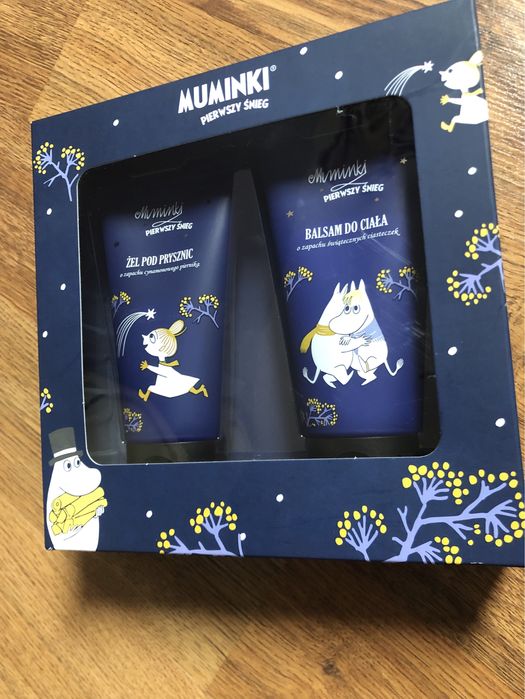 MUMINKI®
PIERWSZY ŚNIEG
Muminki
PIERWSZY ŚNIEG
ŻEL POD PRYSZNIC
o zapachu cynamonowego piernika
Muminki
PIERWSZY ŚNIEG
BALSAM DO CIAŁA
o zapachu świątecznych ciasteczek